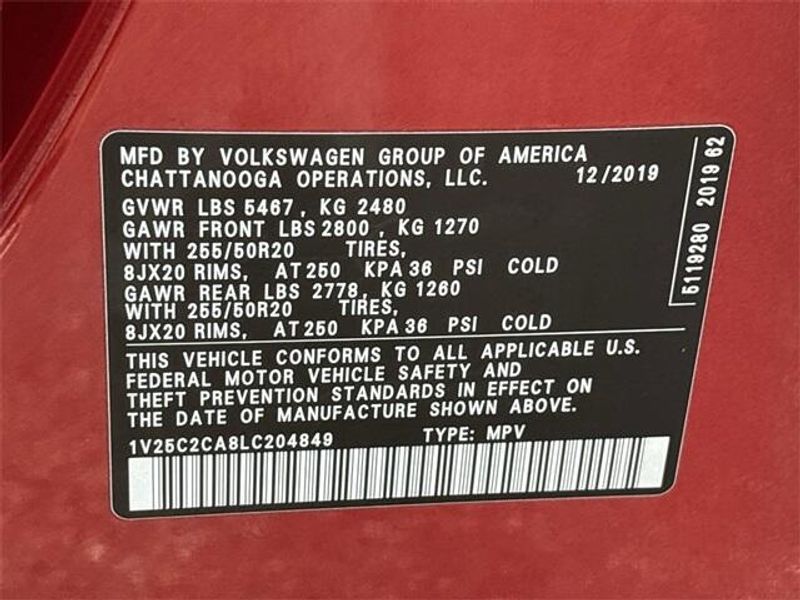 MFD BY VOLKSWAGEN GROUP OF AMERICA
CHATTANOOGA OPERATIONS, LLC. 12/2019
GVWR LBS 5467, KG 2480
GAWR FRONT LBS 2800, KG 1270
WITH 255/50R20 TIRES,
8JX20 RIMS, AT 250 KPA 36 PSI COLD
GAWR REAR LBS 2778, KG 1260
WITH 255/50R20 TIRES,
8JX20 RIMS, AT 250 KPA 36 PSI COLD
THIS VEHICLE CONFORMS TO ALL APPLICABLE U.S.
FEDERAL MOTOR VEHICLE SAFETY AND
THEFT PREVENTION STANDARDS IN EFFECT ON
THE DATE OF MANUFACTURE SHOWN ABOVE.
1V25C2CA8LC204849 TYPE: MPV
5119280 2019 62